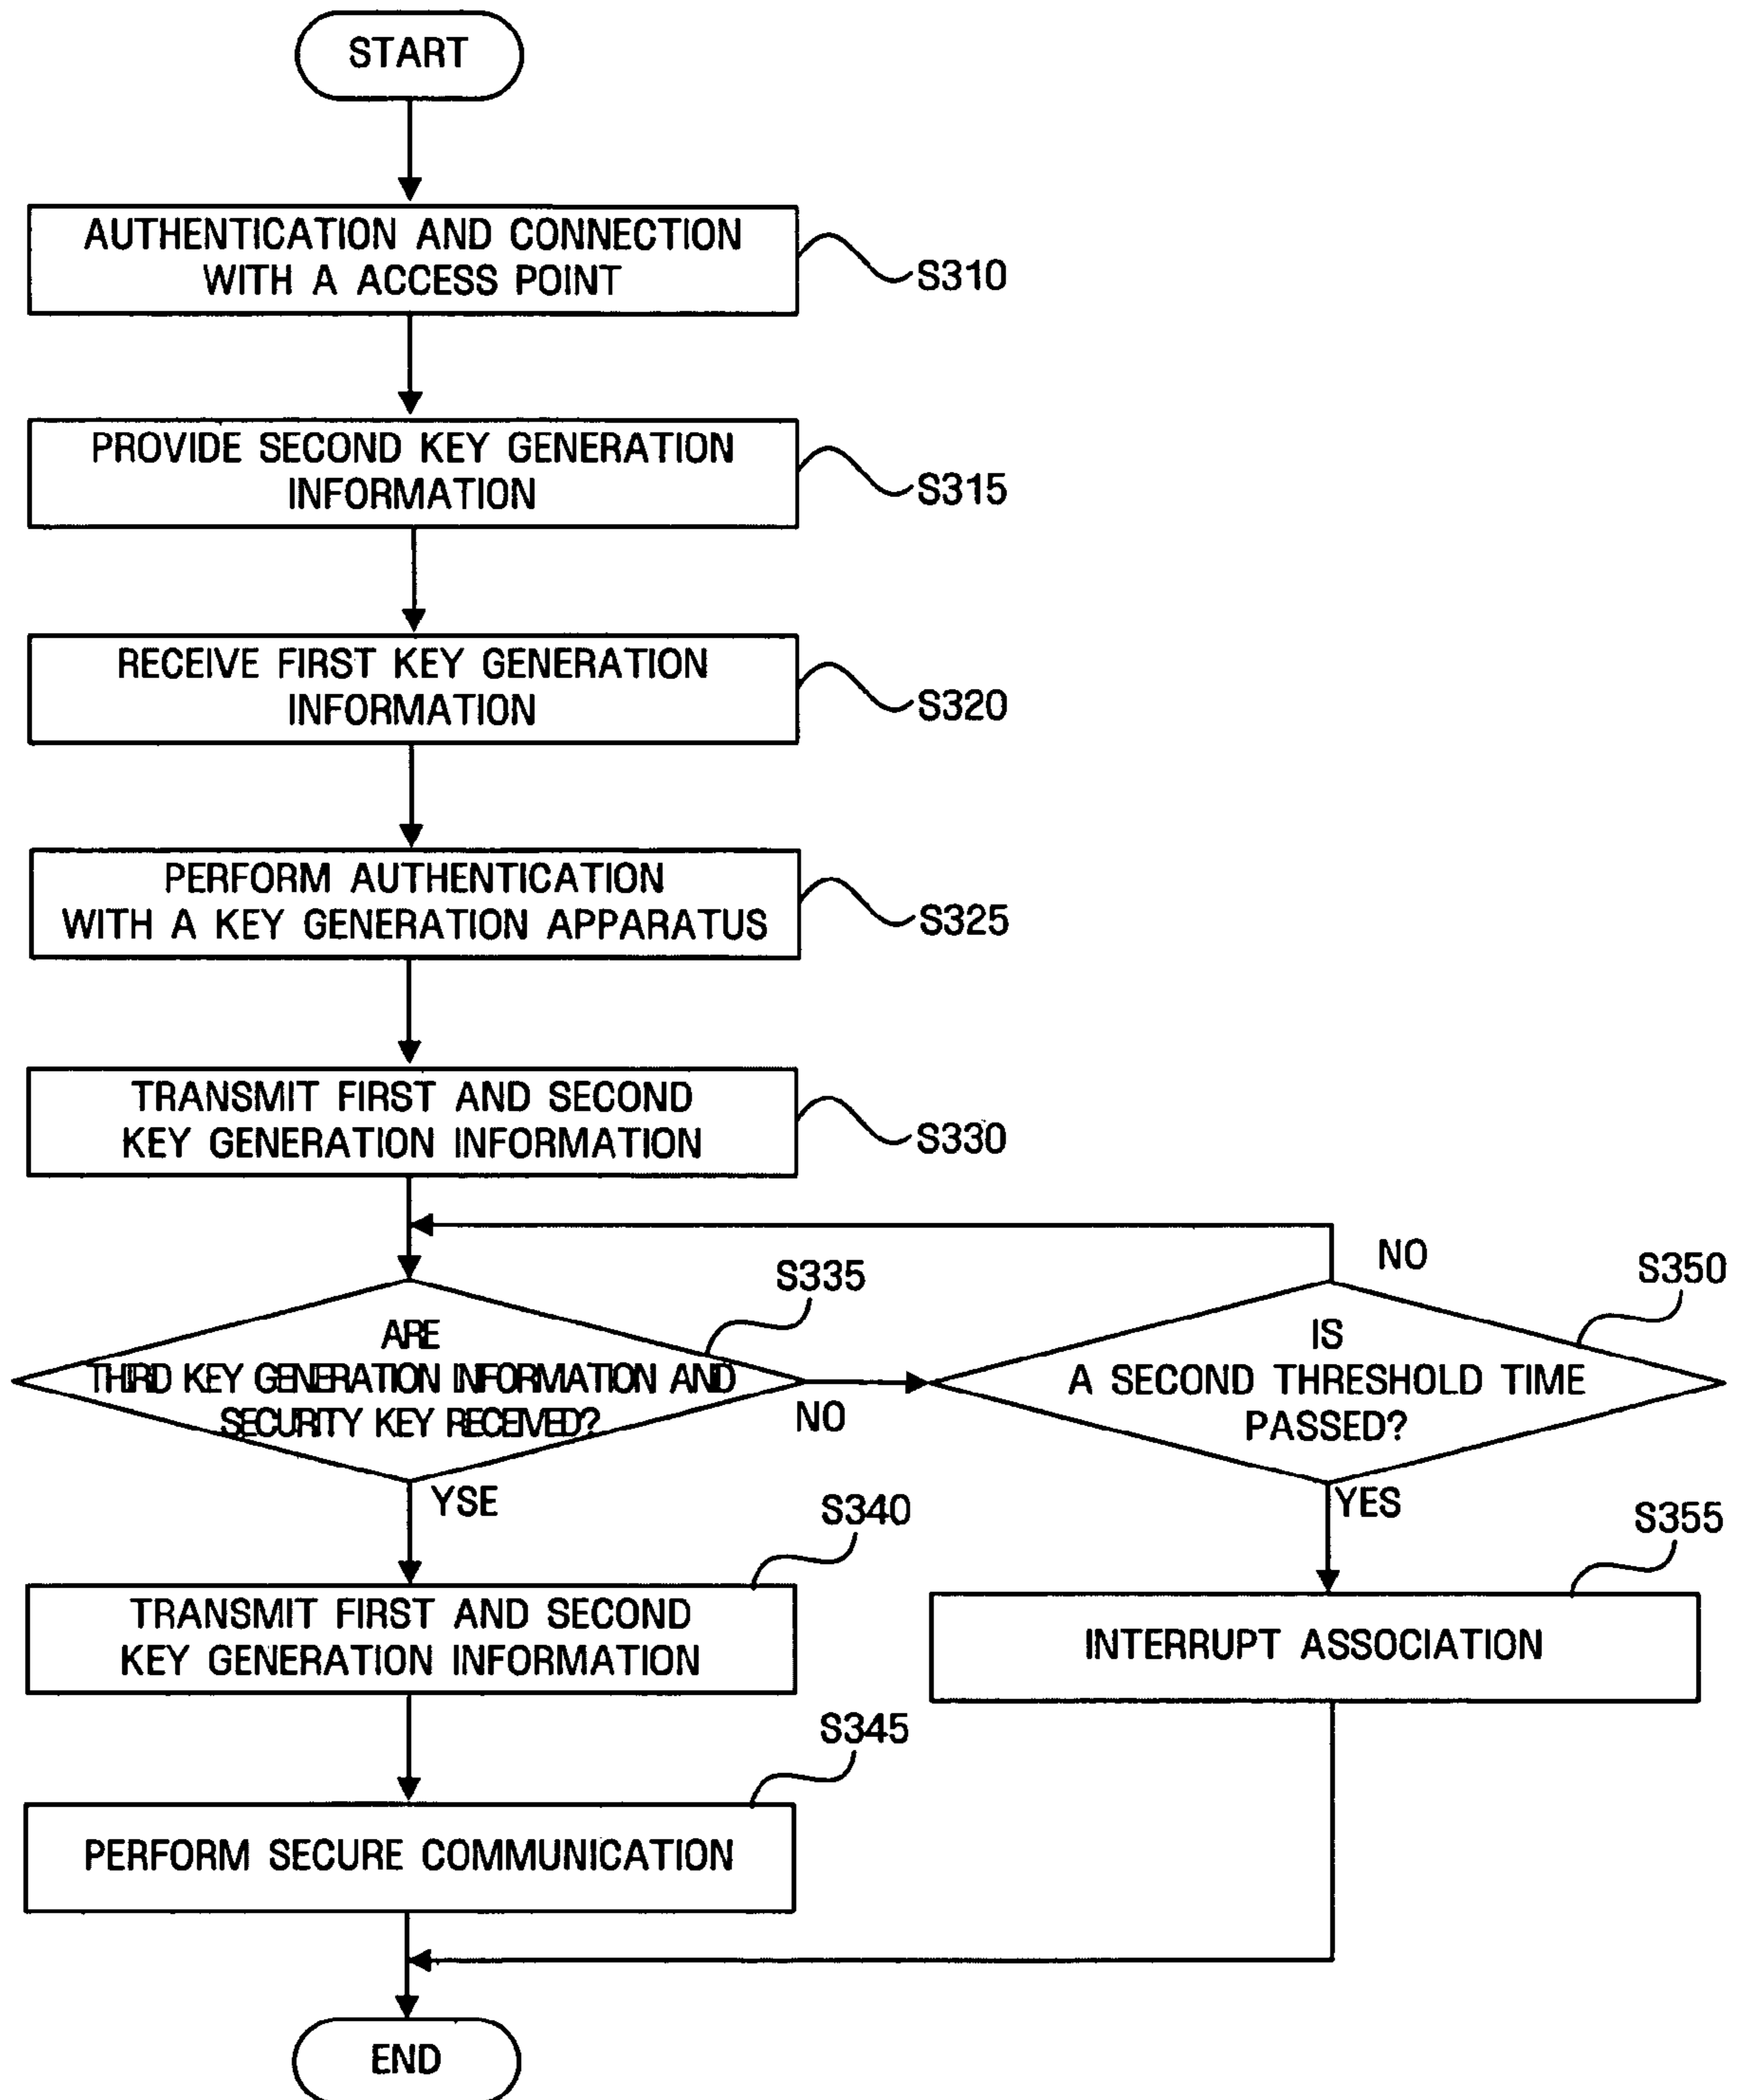 START
AUTHENTICATION AND CONNECTION
WITH A ACCESS POINT
S310
PROVIDE SECOND KEY GENERATION
INFORMATION
S315
RECEIVE FIRST KEY GENERATION
INFORMATION
S320
PERFORM AUTHENTICATION
WITH A KEY GENERATION APPARATUS
S325
TRANSMIT FIRST AND SECOND
KEY GENERATION INFORMATION
S330
S335
ARE
THIRD KEY GENERATION INFORMATION AND
SECURITY KEY RECEIVED?
NO
YSE
NO
S350
IS
A SECOND THRESHOLD TIME
PASSED?
YES
S340
TRANSMIT FIRST AND SECOND
KEY GENERATION INFORMATION
S355
INTERRUPT ASSOCIATION
S345
PERFORM SECURE COMMUNICATION
END